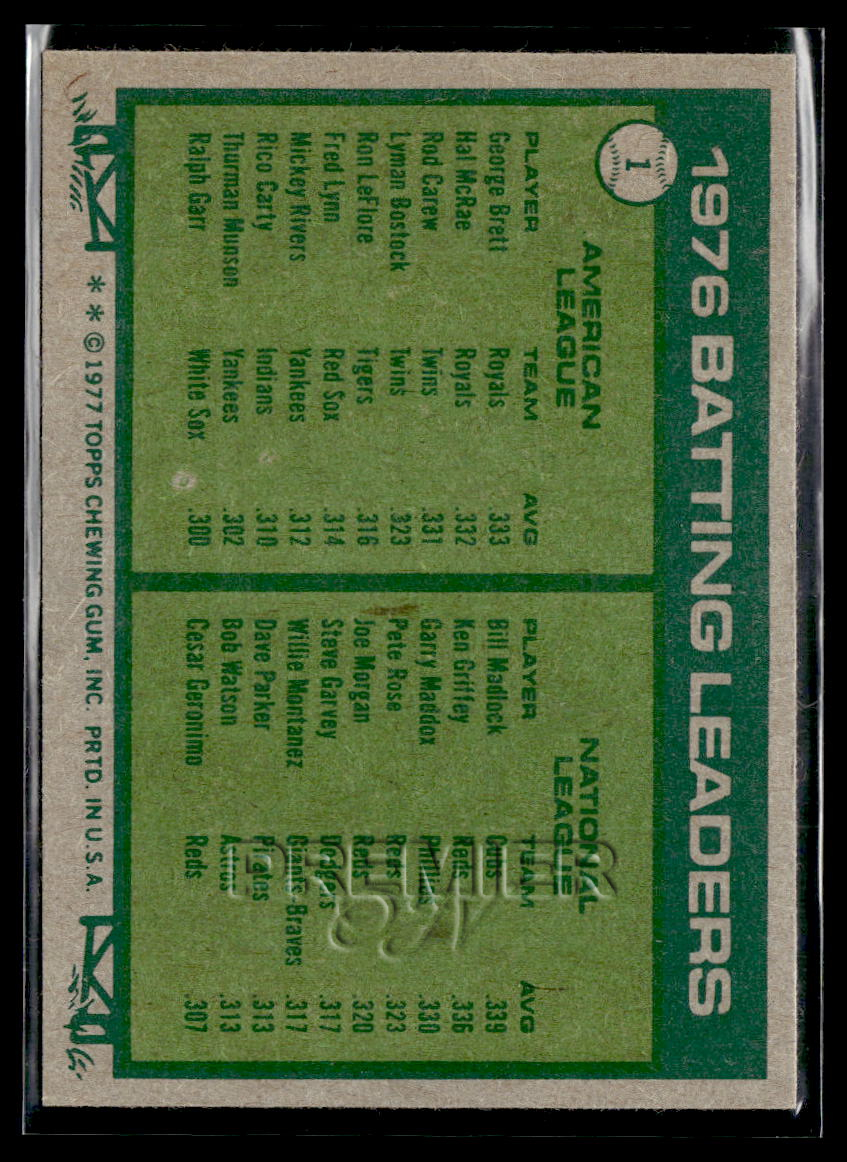 1976 BATTING LEADERS
1
AMERICAN
LEAGUE
PLAYER TEAM AVG
George Brett Royals .333
Hal McRae Royals .332
Rod Carew Twins .331
Lyman Bostock Twins .323
Ron LeFlore Tigers .316
Fred Lynn Red Sox .314
Mickey Rivers Yankees .312
Rico Carty Indians .310
Thurman Munson Yankees .302
Ralph Garr White Sox .300
NATIONAL
LEAGUE
PLAYER TEAM AVG
Bill Madlock Cubs .339
Ken Griffey Reds .336
Garry Maddox Phillies .330
Pete Rose Reds .323
Joe Morgan Reds .320
Steve Garvey Dodgers .317
Willie Montanez Giants-Braves .317
Dave Parker Pirates .313
Bob Watson Astros .313
Cesar Geronimo Reds .307
PREMIER
** © 1977 TOPPS CHEWING GUM, INC. PRTD. IN U.S.A.